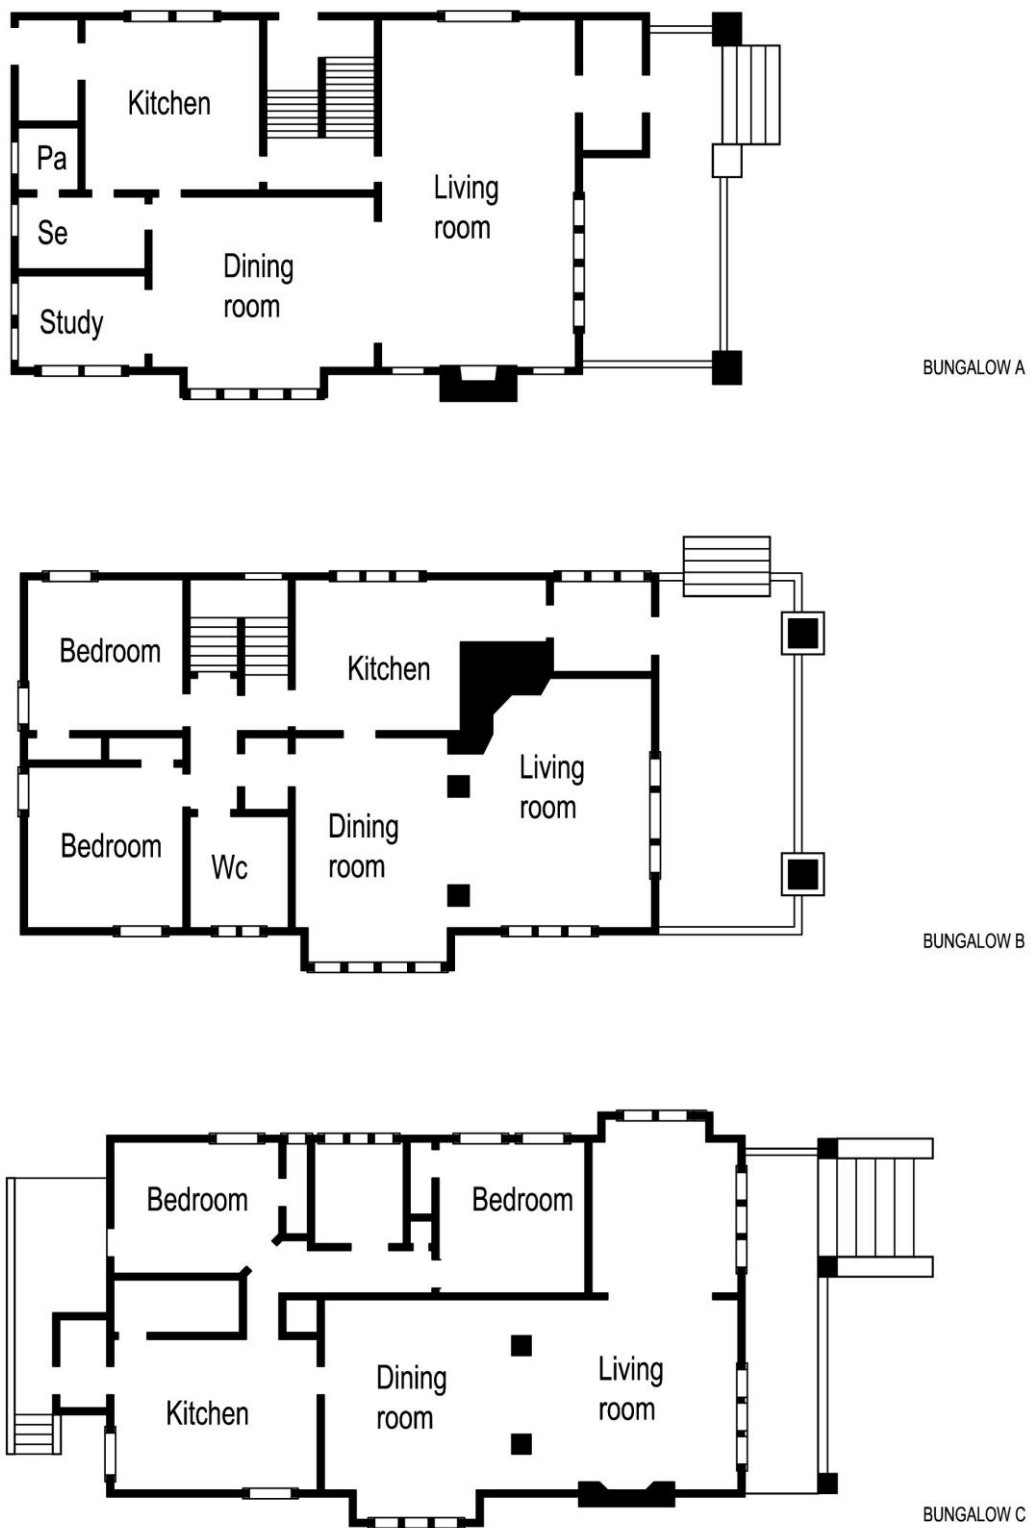 Kitchen
Pa
Living
room
Se
Dining
room
Study
BUNGALOW A
Bedroom
Kitchen
Living
room
Dining
room
Bedroom
Wc
BUNGALOW B
Bedroom
Bedroom
Living
room
Dining
room
Kitchen
BUNGALOW C